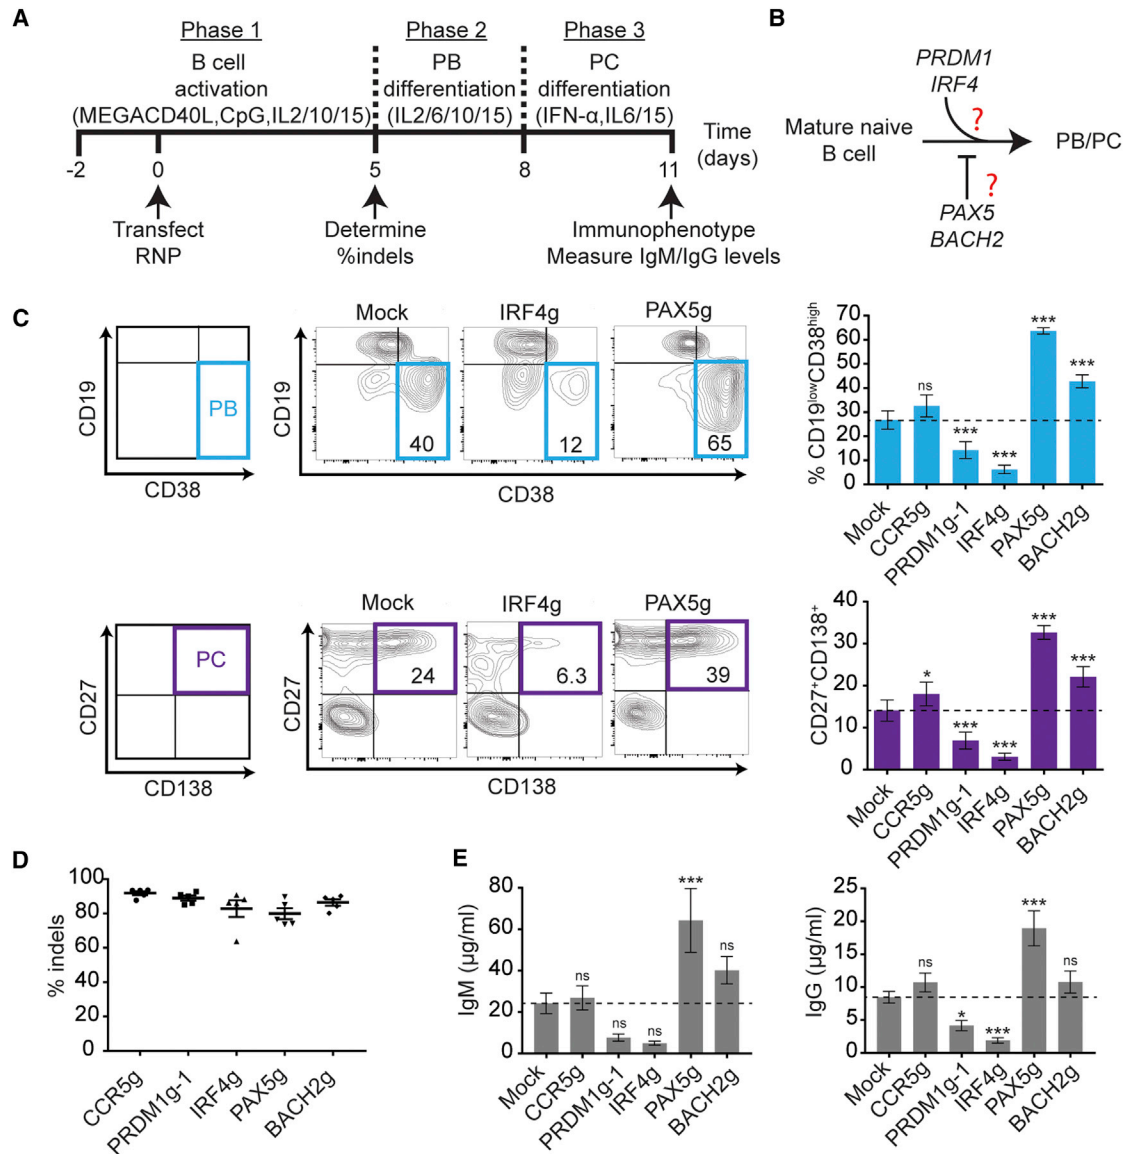 A
Phase 1
Phase 2
Phase 3
B cell
activation
(MEGACD40L,CpG,IL2/10/15)
PB
differentiation
(IL2/6/10/15)
PC
differentiation
(IFN-α,IL6/15)
Time
(days)
-2
0
5
8
11
Transfect
RNP
Determine
%indels
Immunophenotype
Measure IgM/IgG levels
B
PRDM1
IRF4
?
Mature naive
B cell
PB/PC
?
PAX5
BACH2
C
CD19
PB
CD38
Mock
IRF4g
PAX5g
CD19
40
12
65
CD38
% CD19lowCD38high
70
60
50
40
30
20
10
0
ns
***
***
***
***
Mock
CCR5g
PRDM1g-1
IRF4g
PAX5g
BACH2g
CD27
PC
CD138
Mock
IRF4g
PAX5g
CD27
24
6.3
39
CD138
CD27+CD138+
40
30
20
10
0
*
***
***
***
***
Mock
CCR5g
PRDM1g-1
IRF4g
PAX5g
BACH2g
D
% indels
100
80
60
40
20
0
CCR5g
PRDM1g-1
IRF4g
PAX5g
BACH2g
E
IgM (µg/ml)
80
60
40
20
0
ns
ns
ns
***
ns
Mock
CCR5g
PRDM1g-1
IRF4g
PAX5g
BACH2g
IgG (µg/ml)
25
20
15
10
5
0
ns
*
***
***
ns
Mock
CCR5g
PRDM1g-1
IRF4g
PAX5g
BACH2g